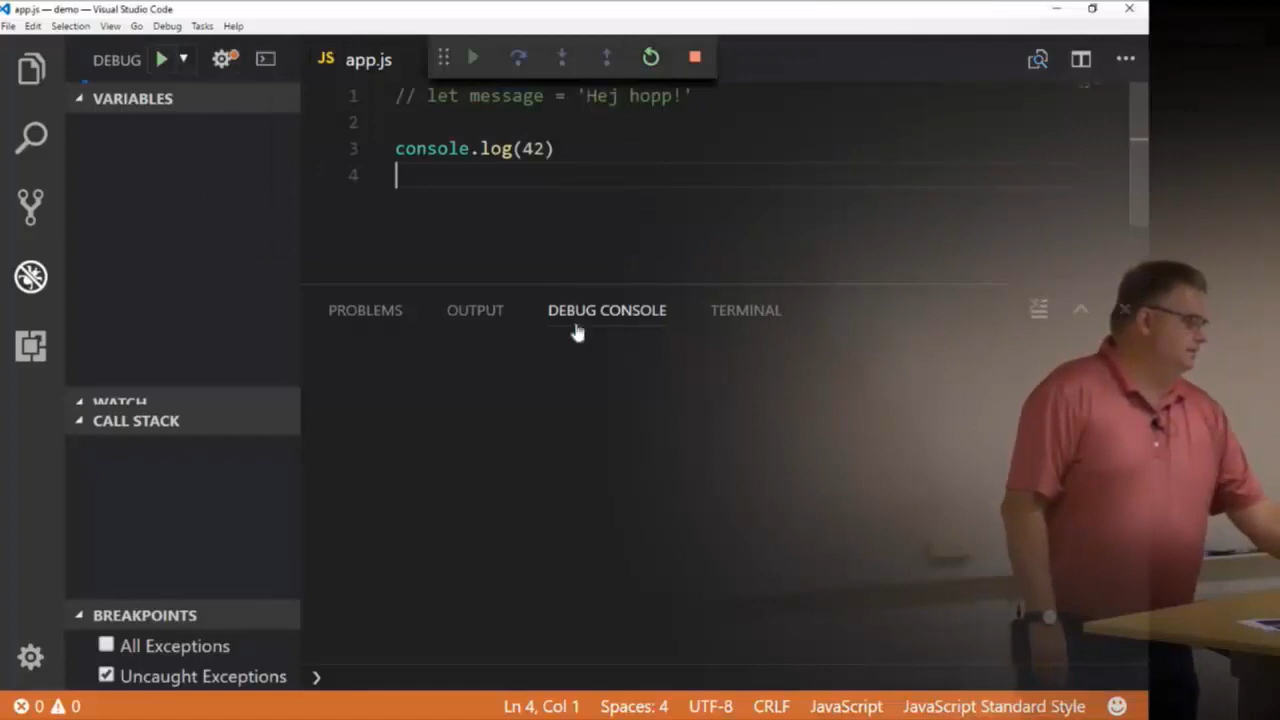 app.js — demo — Visual Studio Code
File Edit Selection View Go Debug Tasks Help
DEBUG
JS app.js
VARIABLES
1 // let message = 'Hej hopp!'
2
3 console.log(42)
4
PROBLEMS OUTPUT DEBUG CONSOLE TERMINAL
WATCH
CALL STACK
BREAKPOINTS
All Exceptions
Uncaught Exceptions
0 0 Ln 4, Col 1 Spaces: 4 UTF-8 CRLF JavaScript JavaScript Standard Style